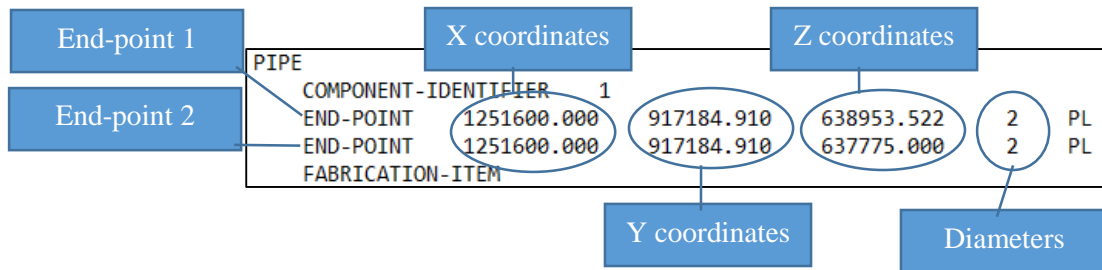 End-point 1
X coordinates
Z coordinates
PIPE
COMPONENT-IDENTIFIER 1
End-point 2
END-POINT 1251600.000 917184.910 638953.522 2 PL
END-POINT 1251600.000 917184.910 637775.000 2 PL
FABRICATION-ITEM
Y coordinates
Diameters